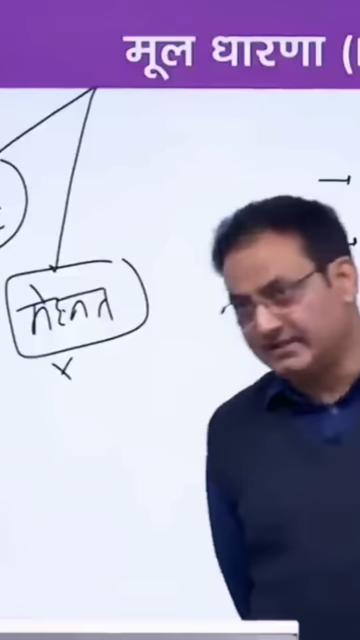 मूल धारणा (
मेहनत
x